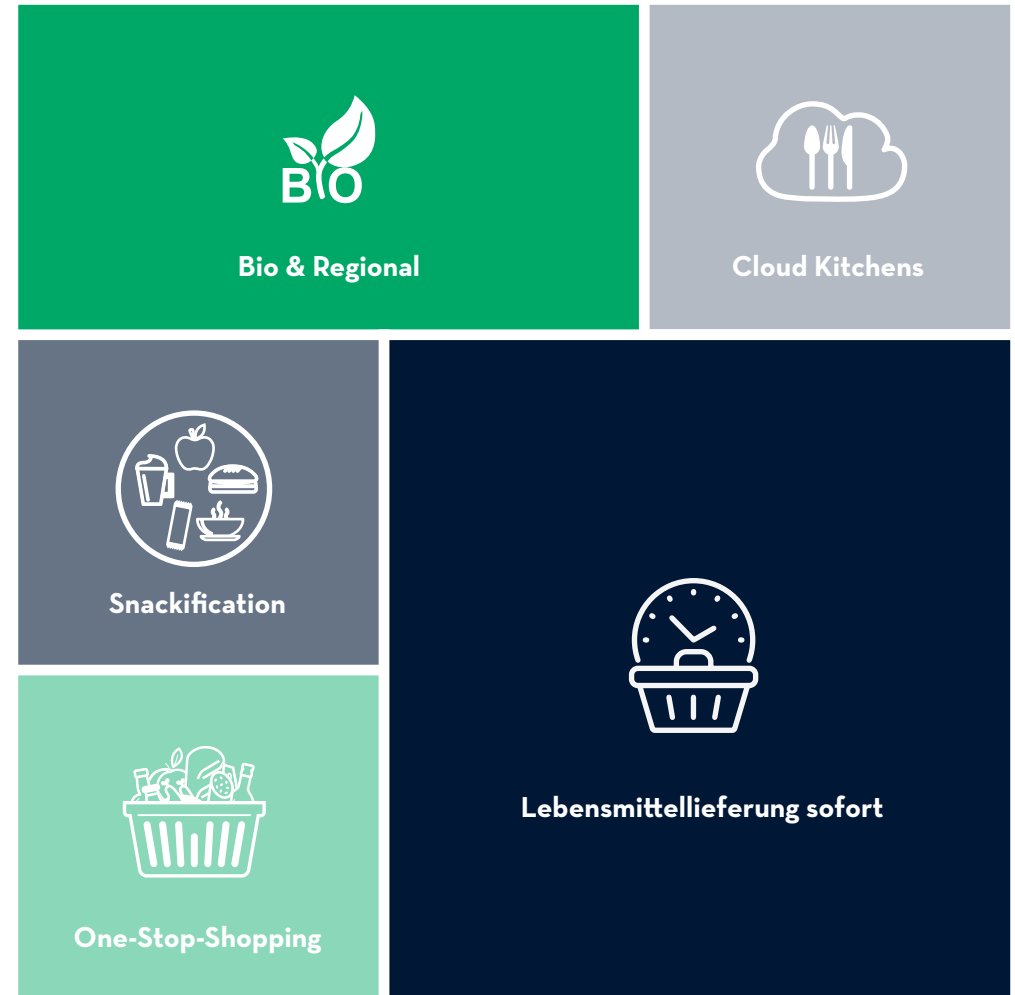 BIO
Bio & Regional
Cloud Kitchens
Snackification
Lebensmittellieferung sofort
One-Stop-Shopping